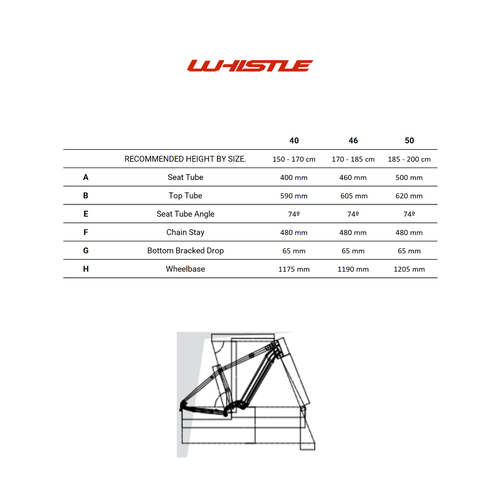 WHISTLE
40 46 50
RECOMMENDED HEIGHT BY SIZE. 150 - 170 cm 170 - 185 cm 185 - 200 cm
A Seat Tube 400 mm 460 mm 500 mm
B Top Tube 590 mm 605 mm 620 mm
E Seat Tube Angle 74º 74º 74º
F Chain Stay 480 mm 480 mm 480 mm
G Bottom Bracked Drop 65 mm 65 mm 65 mm
H Wheelbase 1175 mm 1190 mm 1205 mm